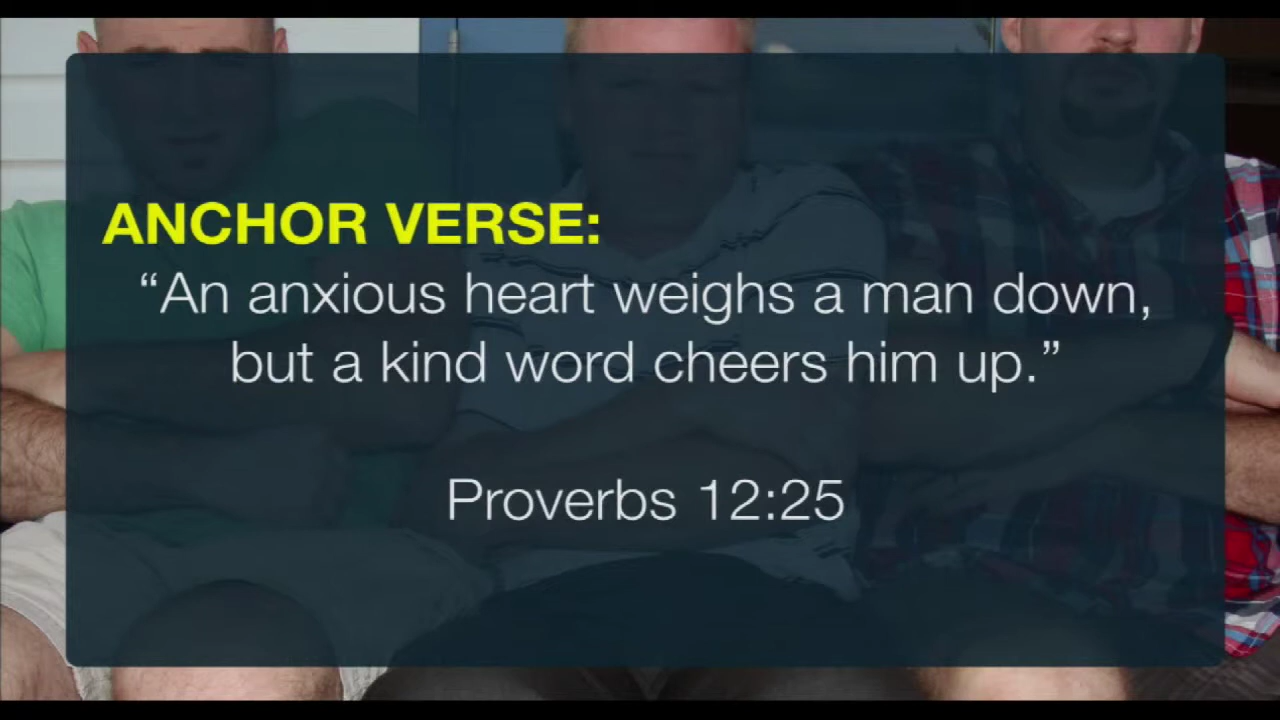 ANCHOR VERSE:
“An anxious heart weighs a man down,
but a kind word cheers him up.”
Proverbs 12:25